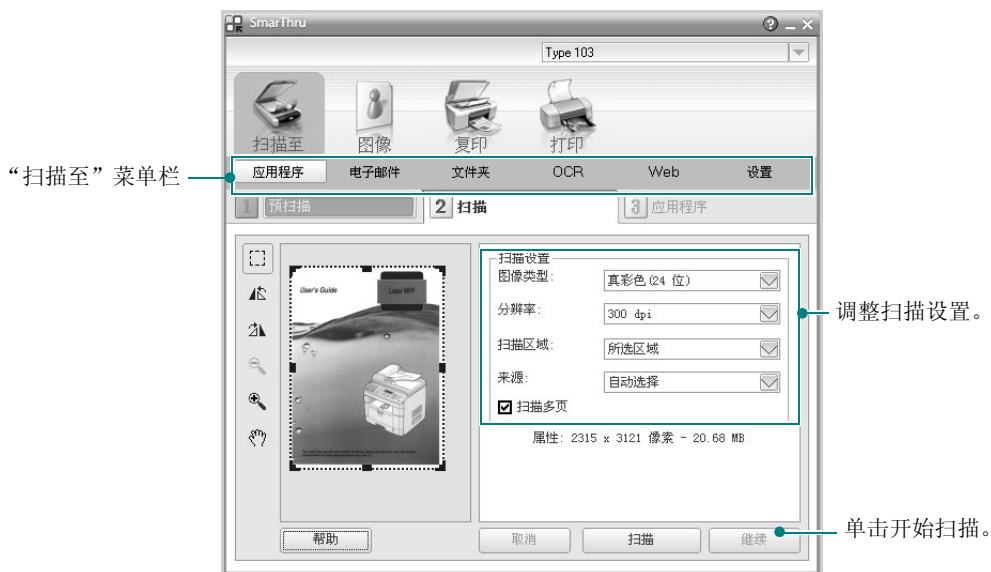 SmarThru
Type 103
扫描至 图像 复印 打印
“扫描至”菜单栏
应用程序 电子邮件 文件夹 OCR Web 设置
1 预扫描 2 扫描 3 应用程序
User's Guide
Laser MFP
扫描设置
图像类型: 真彩色(24 位)
分辨率: 300 dpi
扫描区域: 所选区域
来源: 自动选择
扫描多页
调整扫描设置。
属性: 2315 x 3121 像素 - 20.68 MB
帮助 取消 扫描 继续
单击开始扫描。